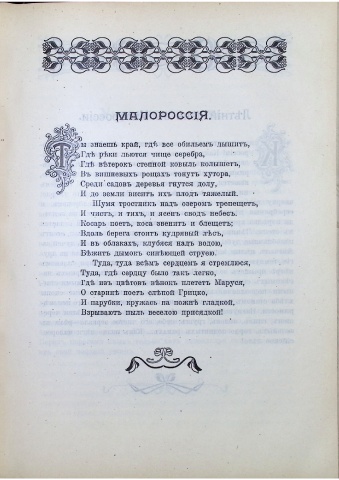 МАЛОРОССІЯ.
Ты знаешь край, гдѣ все обильемъ дышитъ,
Гдѣ рѣки льются чище серебра,
Гдѣ вѣтерокъ степной ковыль колышетъ,
Въ вишневыхъ рощахъ тонутъ хутора,
Среди садовъ деревья гнутся долу,
И до земли виситъ ихъ плодъ тяжелый.
Шумя тростникъ надъ озеромъ трепещетъ,
И чистъ, и тихъ, и ясенъ сводъ небесъ.
Косарь поетъ, коса звенитъ и блещетъ;
Вдоль берега стоитъ кудрявый лѣсъ,
И въ облакахъ, клубяся надъ водою,
Бѣжитъ дымокъ синѣющей струею.
Туда, туда всѣмъ сердцемъ я стремлюся,
Туда, гдѣ сердцу было такъ легко,
Гдѣ изъ цвѣтовъ вѣнокъ плететъ Маруся,
О старинѣ поетъ слѣпой Грицко,
И парубки, кружась на пожнѣ гладкой,
Взрываютъ пыль веселою присядкой!